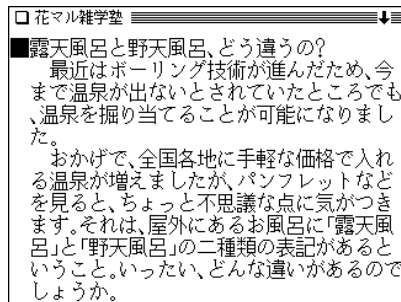 花マル雑学塾
■露天風呂と野天風呂、どう違うの?
最近はボーリング技術が進んだため、今
まで温泉が出ないとされていたところでも
、温泉を掘り当てることが可能になりまし
た。
おかげで、全国各地に手軽な価格で入れ
る温泉が増えましたが、パンフレットなど
を見ると、ちょっと不思議な点に気がつき
ます。それは、屋外にあるお風呂に「露天風
呂」と「野天風呂」の二種類の表記があると
いうこと。いったい、どんな違いがあるので
しょうか。